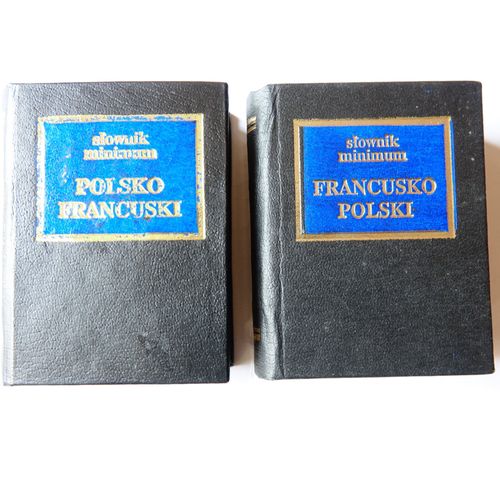 słownik
minimum
POLSKO
FRANCUSKI
słownik
minimum
FRANCUSKO
POLSKI